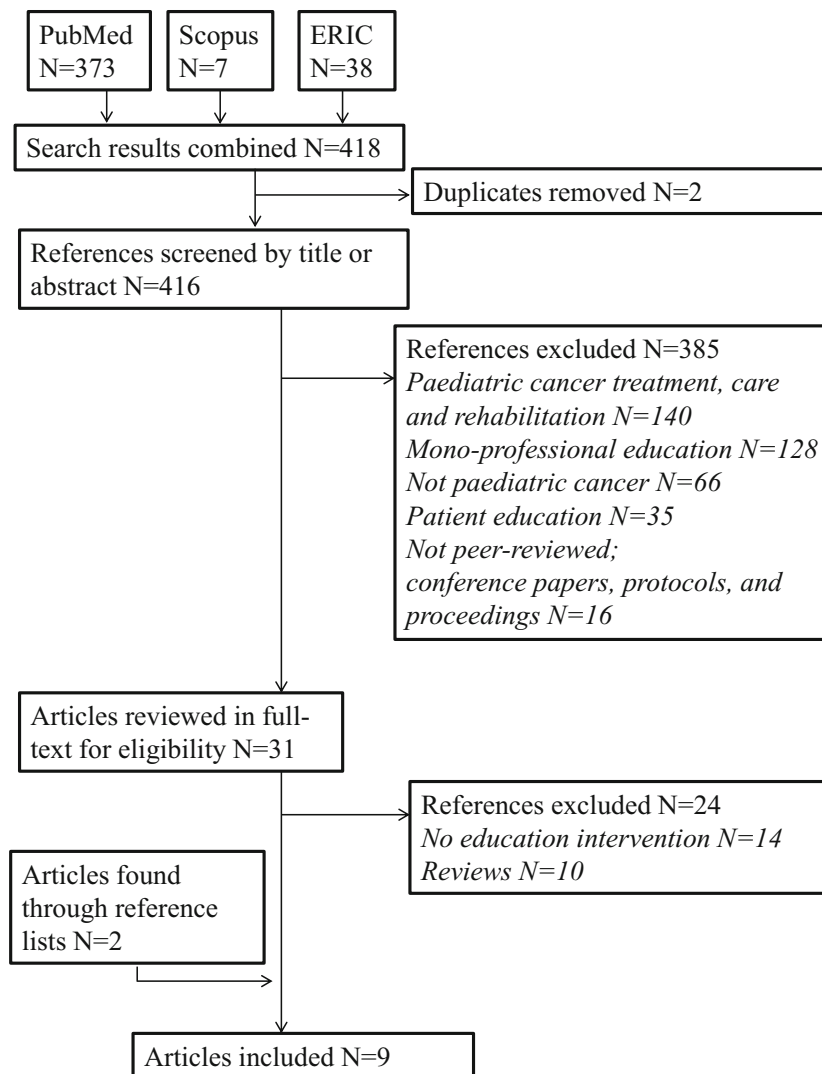 PubMed
N=373
Scopus
N=7
ERIC
N=38
Search results combined N=418
Duplicates removed N=2
References screened by title or
abstract N=416
References excluded N=385
Paediatric cancer treatment, care
and rehabilitation N=140
Mono-professional education N=128
Not paediatric cancer N=66
Patient education N=35
Not peer-reviewed;
conference papers, protocols, and
proceedings N=16
Articles reviewed in full-
text for eligibility N=31
References excluded N=24
No education intervention N=14
Reviews N=10
Articles found
through reference
lists N=2
Articles included N=9